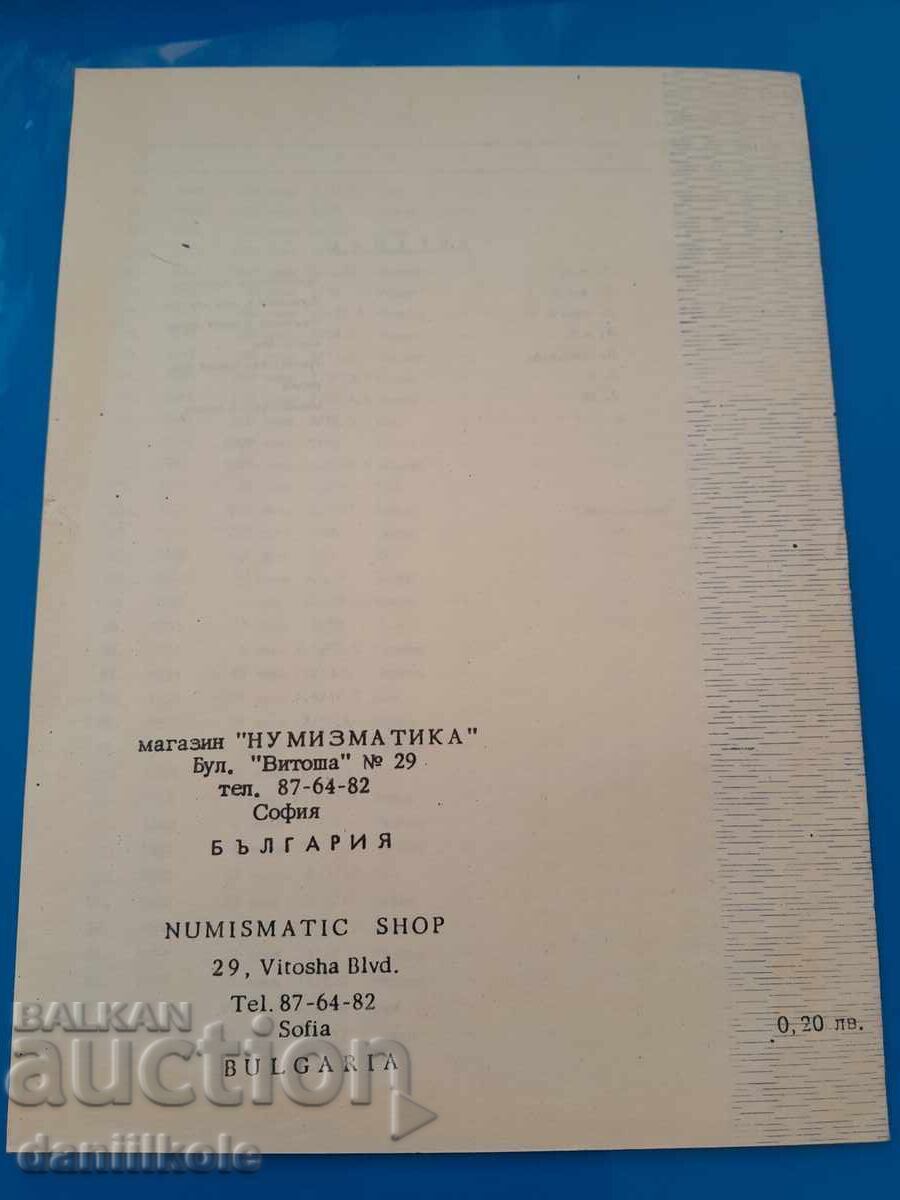 магазин "НУМИЗМАТИКА"
Бул. "Витоша" № 29
тел. 87-64-82
София
БЪЛГАРИЯ
NUMISMATIC SHOP
29, Vitosha Blvd.
Tel. 87-64-82
Sofia
BULGARIA
0,20 лв.
BALKAN
auction
daniilkole